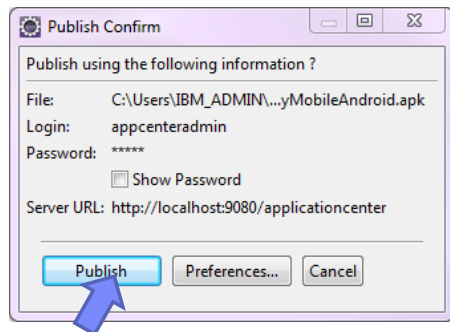 Publish Confirm
Publish using the following information ?
File: C:\Users\IBM_ADMIN\...yMobileAndroid.apk
Login: appcenteradmin
Password: *****
Show Password
Server URL: http://localhost:9080/applicationcenter
Publish Preferences... Cancel